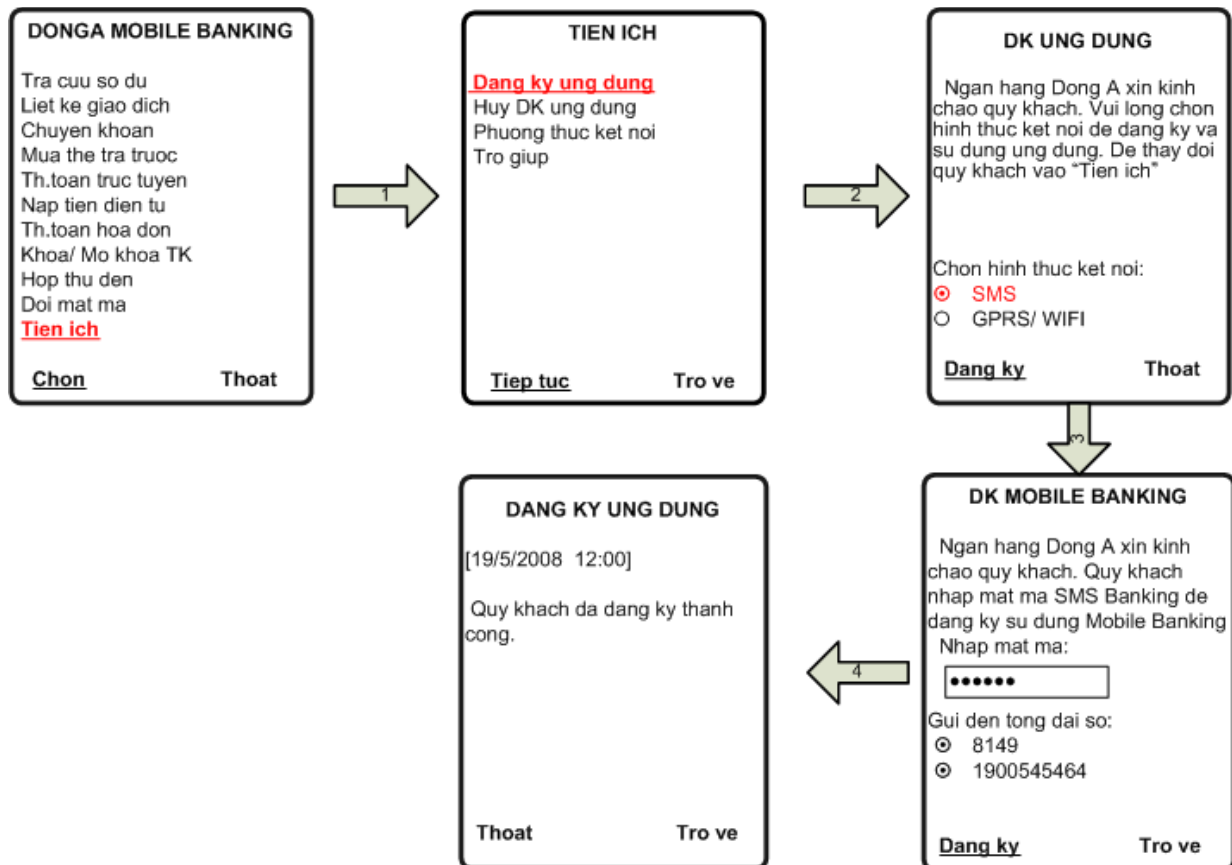 DONGA MOBILE BANKING
Tra cuu so du
Liet ke giao dich
Chuyen khoan
Mua the tra truoc
Th.toan truc tuyen
Nap tien dien tu
Th.toan hoa don
Khoa/ Mo khoa TK
Hop thu den
Doi mat ma
Tien ich
Chon Thoat
1
TIEN ICH
Dang ky ung dung
Huy DK ung dung
Phuong thuc ket noi
Tro giup
Tiep tuc Tro ve
2
DK UNG DUNG
Ngan hang Dong A xin kinh
chao quy khach. Vui long chon
hinh thuc ket noi de dang ky va
su dung ung dung. De thay doi
quy khach vao “Tien ich”
Chon hinh thuc ket noi:
SMS
GPRS/ WIFI
Dang ky Thoat
3
DK MOBILE BANKING
Ngan hang Dong A xin kinh
chao quy khach. Quy khach
nhap mat ma SMS Banking de
dang ky su dung Mobile Banking
Nhap mat ma:
••••••
Gui den tong dai so:
8149
1900545464
Dang ky Tro ve
4
DANG KY UNG DUNG
[19/5/2008 12:00]
Quy khach da dang ky thanh
cong.
Thoat Tro ve